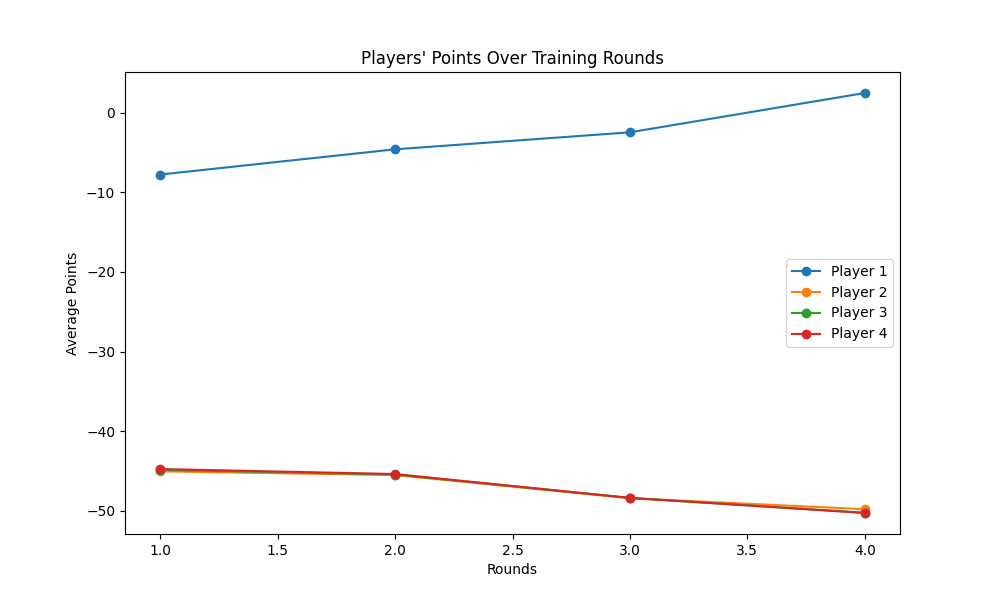 Players' Points Over Training Rounds
Average Points
0
−10
−20
−30
−40
−50
Player 1
Player 2
Player 3
Player 4
1.0 1.5 2.0 2.5 3.0 3.5 4.0
Rounds